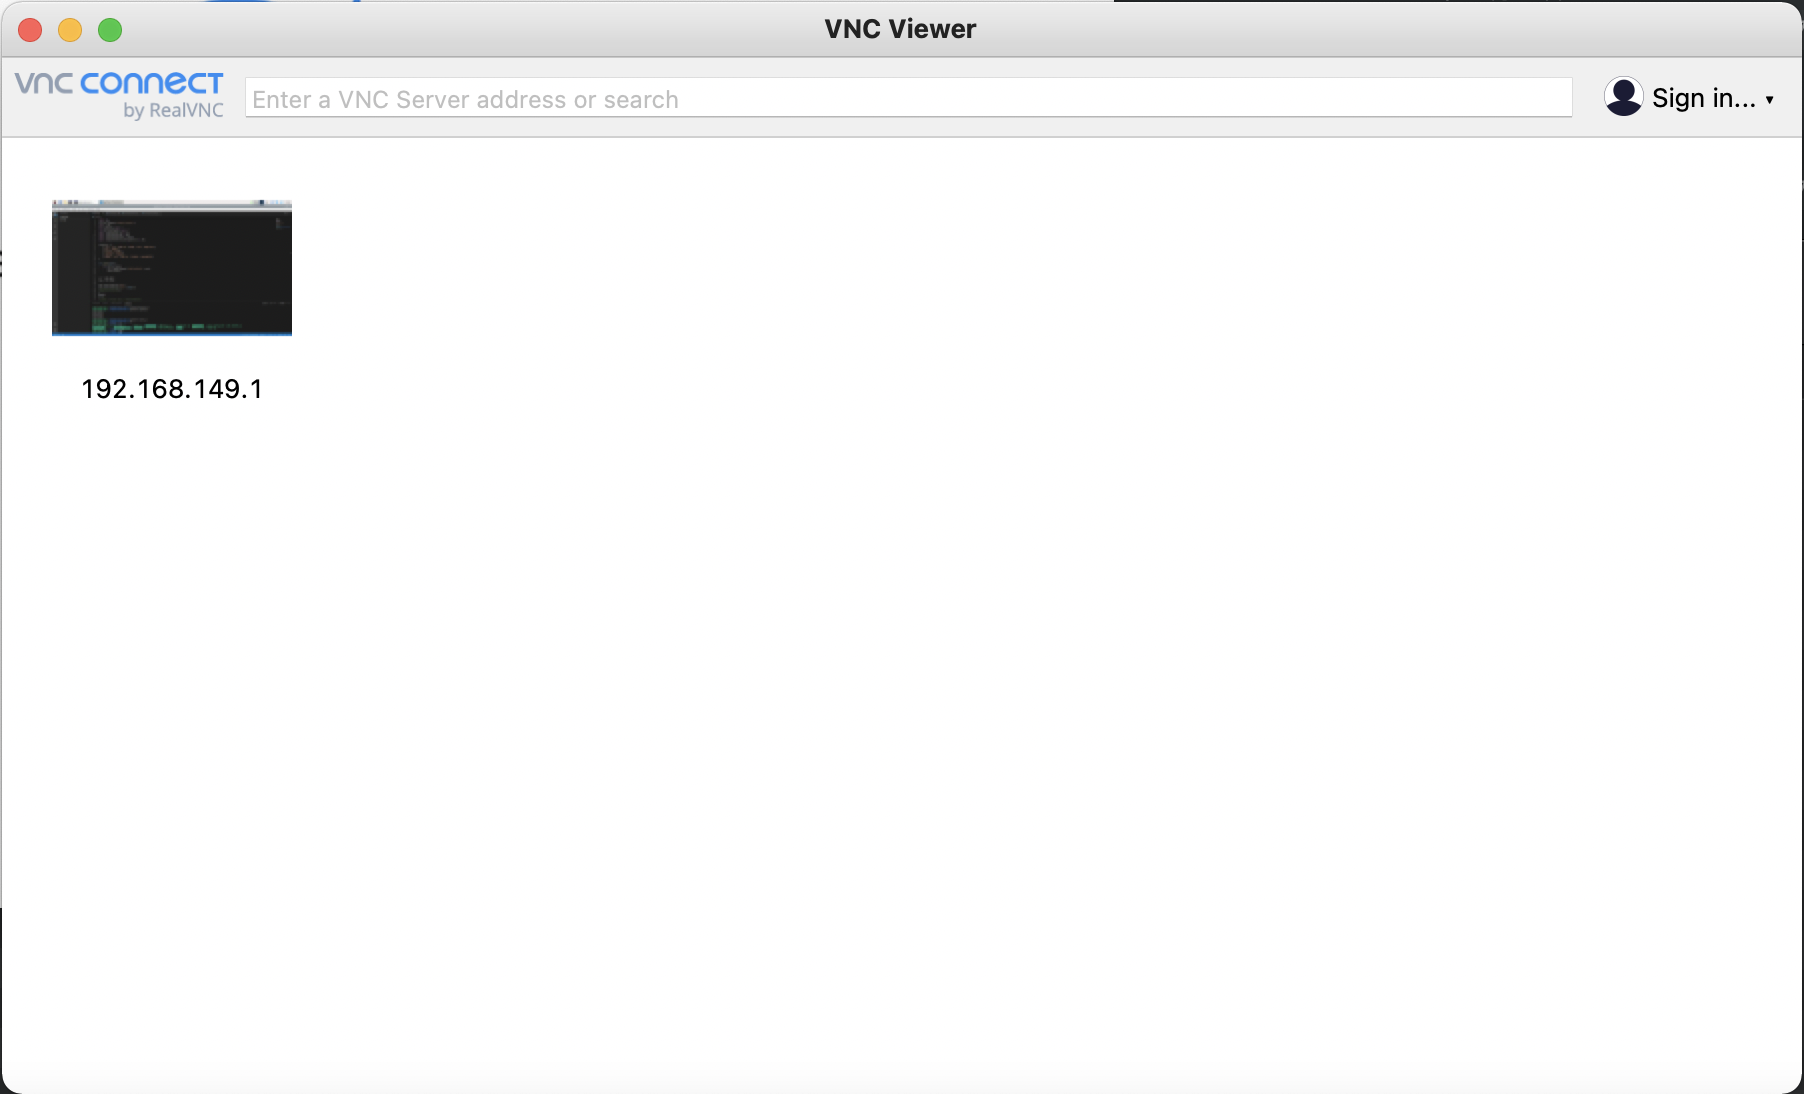 VNC Viewer
vnc connect
by RealVNC
Enter a VNC Server address or search
Sign in...
192.168.149.1